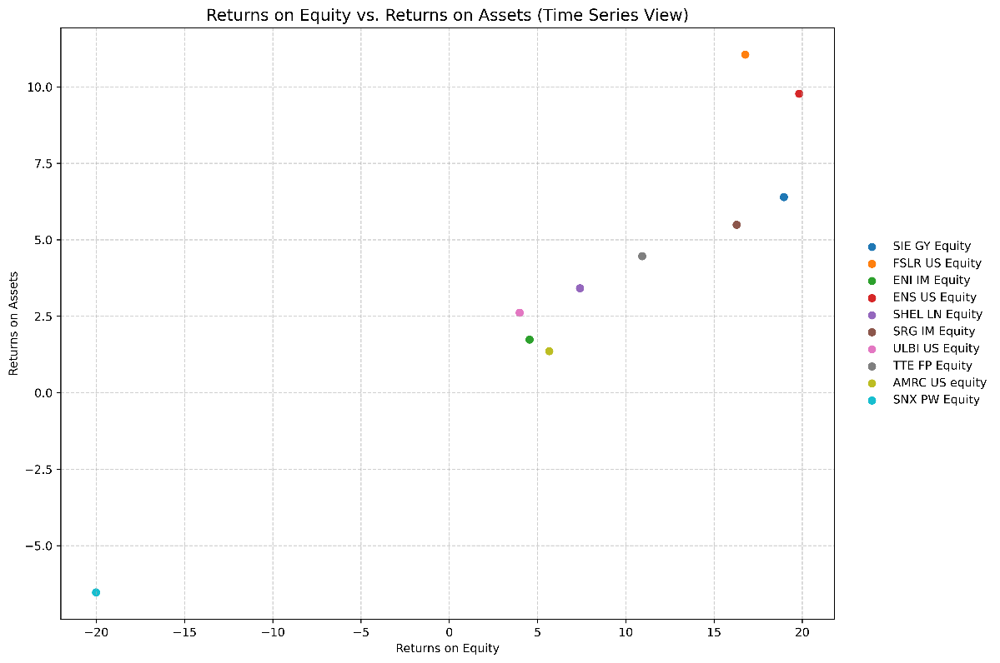 Returns on Equity vs. Returns on Assets (Time Series View)
Returns on Assets
10.0
7.5
5.0
2.5
0.0
−2.5
−5.0
−20
−15
−10
−5
0
5
10
15
20
Returns on Equity
SIE GY Equity
FSLR US Equity
ENI IM Equity
ENS US Equity
SHEL LN Equity
SRG IM Equity
ULBI US Equity
TTE FP Equity
AMRC US equity
SNX PW Equity